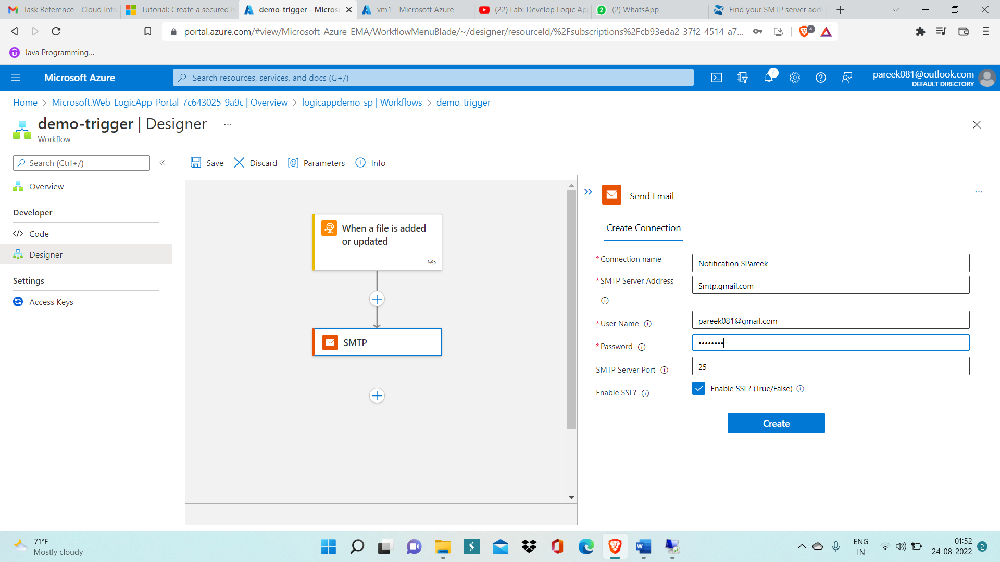 Task Reference - Cloud Infra
Tutorial: Create a secured h
demo-trigger - Microso
vm1 - Microsoft Azure
(22) Lab: Develop Logic Ap
2
(2) WhatsApp
Find your SMTP server add
portal.azure.com/#view/Microsoft_Azure_EMA/WorkflowMenuBlade/~/designer/resourceId/%2Fsubscriptions%2Fcb93eda2-37f2-4514-a7...
4
Java Programming...
Microsoft Azure
Search resources, services, and docs (G+/)
2
pareek081@outlook.com
DEFAULT DIRECTORY
Home > Microsoft.Web-LogicApp-Portal-7c643025-9a9c | Overview > logicappdemo-sp | Workflows > demo-trigger
demo-trigger | Designer ...
Workflow
Search (Ctrl+/)
Overview
Developer
Code
Designer
Settings
Access Keys
Save
Discard
Parameters
Info
When a file is added
or updated
SMTP
Send Email
Create Connection
* Connection name
Notification SPareek
* SMTP Server Address
Smtp.gmail.com
* User Name
pareek081@gmail.com
* Password
••••••••
SMTP Server Port
25
Enable SSL?
Enable SSL? (True/False)
Create
71°F
Mostly cloudy
ENG
IN
01:52
24-08-2022
2